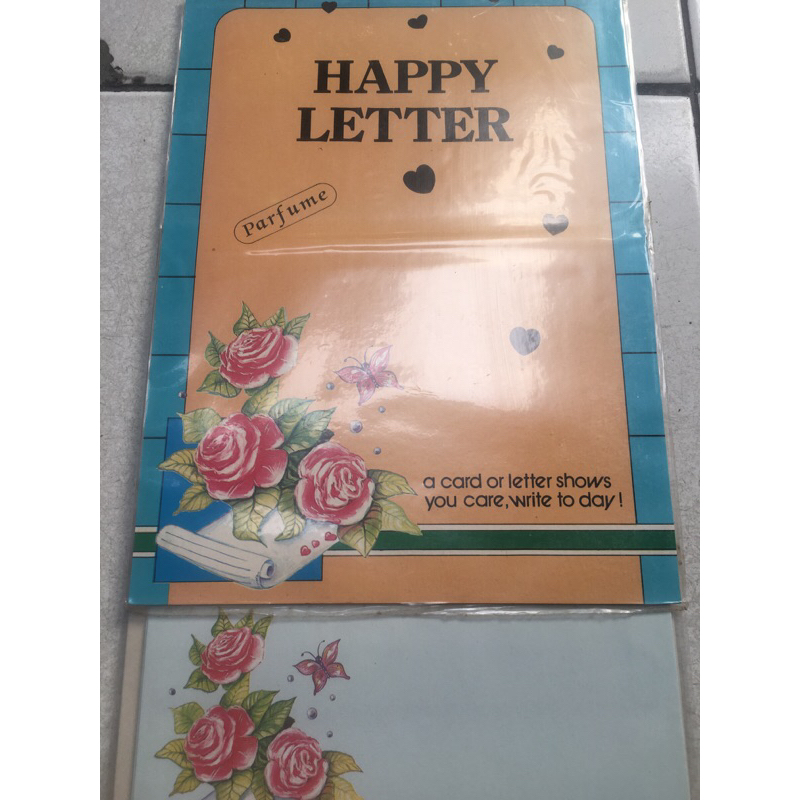 HAPPY
LETTER
Parfume
a card or letter shows
you care, write to day !